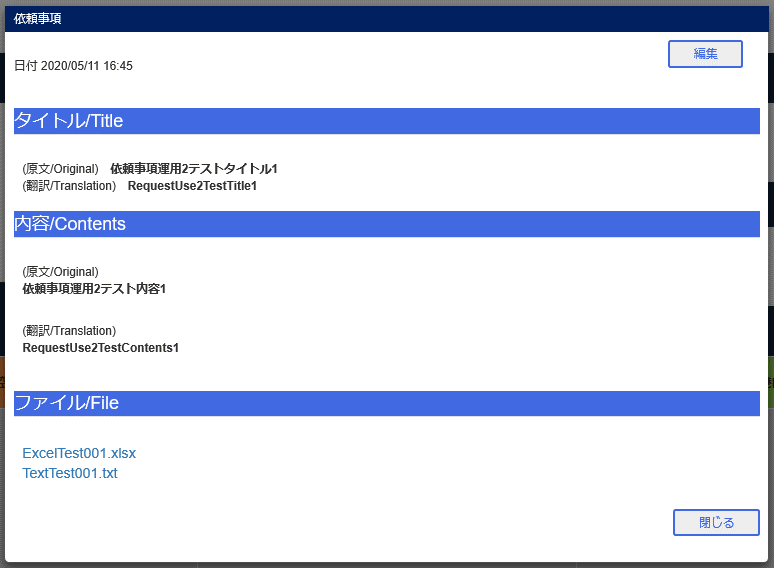 依頼事項
編集
日付 2020/05/11 16:45
タイトル/Title
(原文/Original) 依頼事項運用2テストタイトル1
(翻訳/Translation) RequestUse2TestTitle1
内容/Contents
(原文/Original)
依頼事項運用2テスト内容1
(翻訳/Translation)
RequestUse2TestContents1
ファイル/File
ExcelTest001.xlsx
TextTest001.txt
閉じる